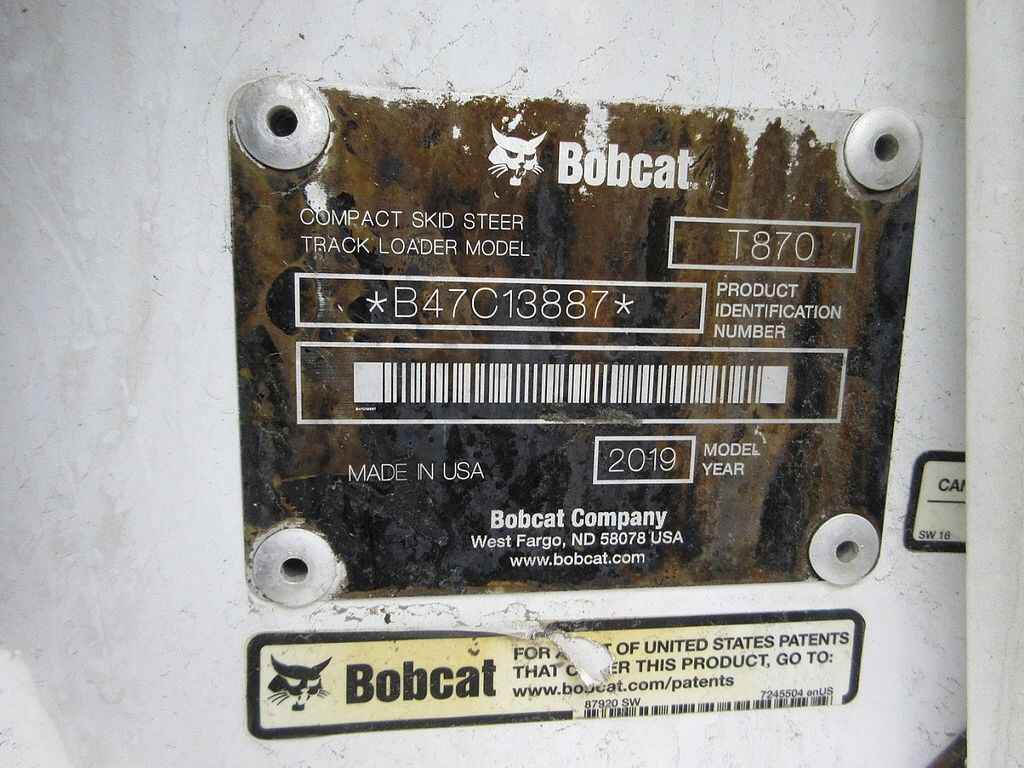 Bobcat
COMPACT SKID STEER
TRACK LOADER MODEL
T870
*B47C13887*
PRODUCT
IDENTIFICATION
NUMBER
MADE IN USA
2019
MODEL
YEAR
Bobcat Company
West Fargo, ND 58078 USA
www.bobcat.com
CA
SW 16
Bobcat
FOR A OF UNITED STATES PATENTS
THAT THIS PRODUCT, GO TO:
www.bobcat.com/patents
87920 SW
7245504 enUS